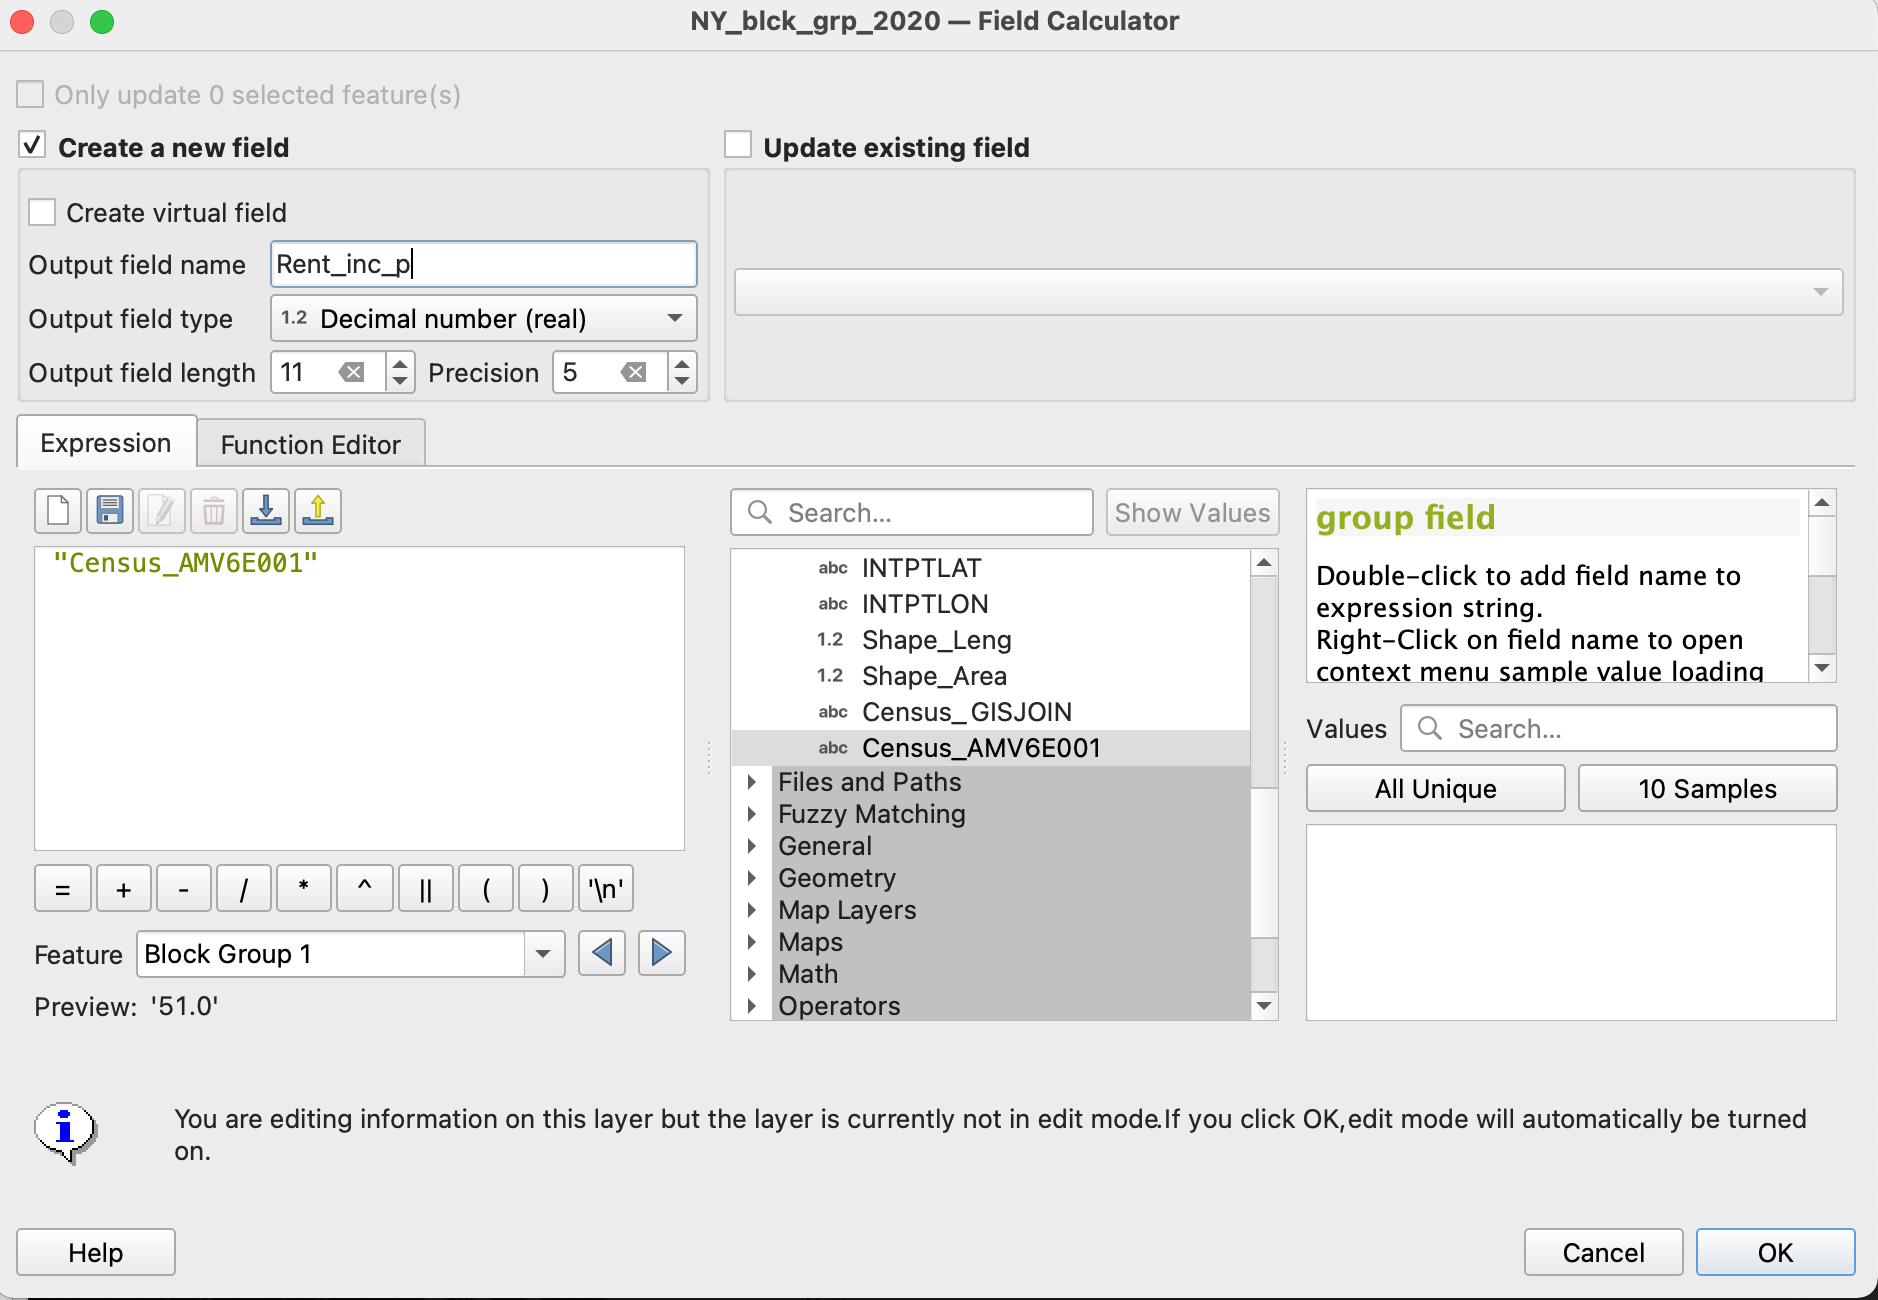 NY_blck_grp_2020 — Field Calculator
Only update 0 selected feature(s)
Create a new field
Update existing field
Create virtual field
Output field name Rent_inc_p
Output field type 1.2 Decimal number (real)
Output field length 11 Precision 5
Expression Function Editor
Search... Show Values
"Census_AMV6E001"
abc INTPTLAT
abc INTPTLON
1.2 Shape_Leng
1.2 Shape_Area
abc Census_GISJOIN
abc Census_AMV6E001
Files and Paths
Fuzzy Matching
General
Geometry
Map Layers
Maps
Math
Operators
group field
Double-click to add field name to
expression string.
Right-Click on field name to open
context menu sample value loading
Values Search...
All Unique 10 Samples
= + - / * ^ || ( ) '\n'
Feature Block Group 1
Preview: '51.0'
You are editing information on this layer but the layer is currently not in edit mode.If you click OK,edit mode will automatically be turned
on.
Help Cancel OK